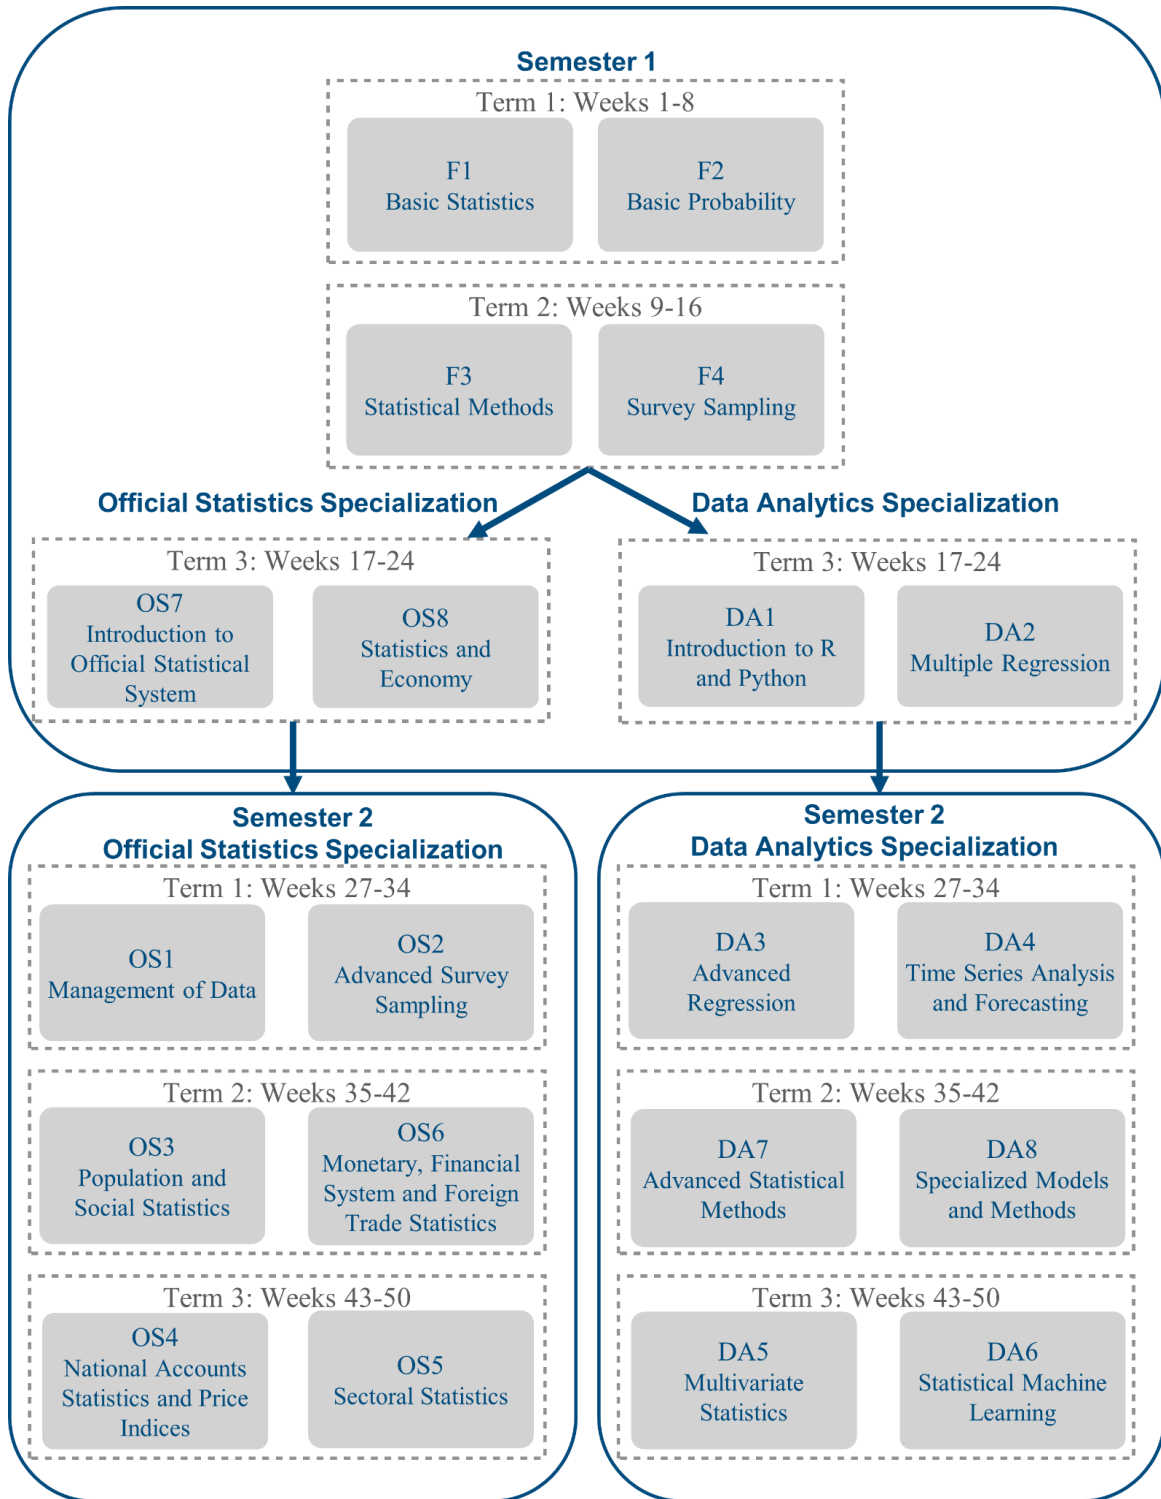 Semester 1
Term 1: Weeks 1-8
F1
Basic Statistics
F2
Basic Probability
Term 2: Weeks 9-16
F3
Statistical Methods
F4
Survey Sampling
Official Statistics Specialization
Data Analytics Specialization
Term 3: Weeks 17-24
OS7
Introduction to
Official Statistical
System
OS8
Statistics and
Economy
Term 3: Weeks 17-24
DA1
Introduction to R
and Python
DA2
Multiple Regression
Semester 2
Official Statistics Specialization
Term 1: Weeks 27-34
OS1
Management of Data
OS2
Advanced Survey
Sampling
Term 2: Weeks 35-42
OS3
Population and
Social Statistics
OS6
Monetary, Financial
System and Foreign
Trade Statistics
Term 3: Weeks 43-50
OS4
National Accounts
Statistics and Price
Indices
OS5
Sectoral Statistics
Semester 2
Data Analytics Specialization
Term 1: Weeks 27-34
DA3
Advanced
Regression
DA4
Time Series Analysis
and Forecasting
Term 2: Weeks 35-42
DA7
Advanced Statistical
Methods
DA8
Specialized Models
and Methods
Term 3: Weeks 43-50
DA5
Multivariate
Statistics
DA6
Statistical Machine
Learning